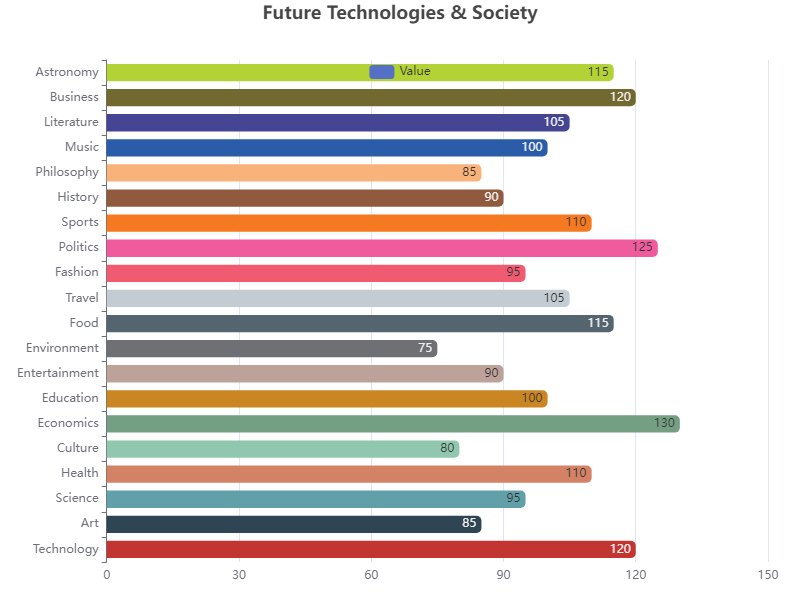 Future Technologies & Society
Value
Astronomy 115
Business 120
Literature 105
Music 100
Philosophy 85
History 90
Sports 110
Politics 125
Fashion 95
Travel 105
Food 115
Environment 75
Entertainment 90
Education 100
Economics 130
Culture 80
Health 110
Science 95
Art 85
Technology 120
0 30 60 90 120 150